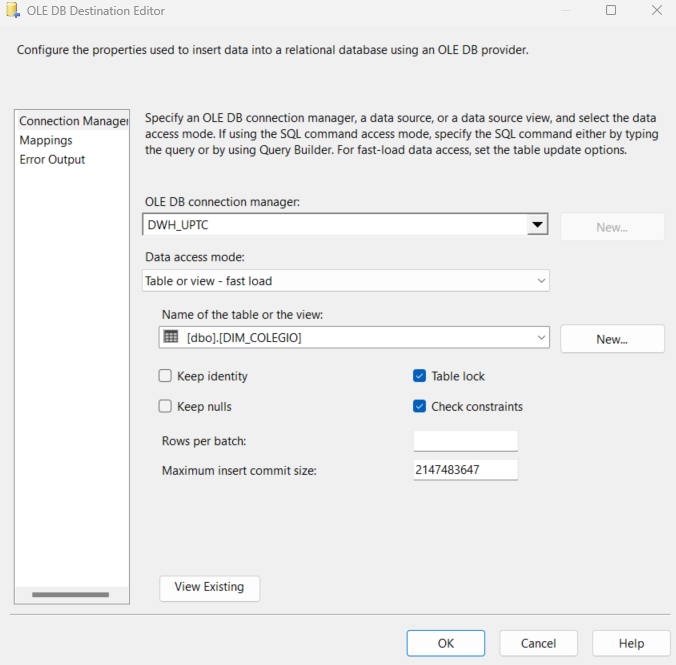 OLE DB Destination Editor
Configure the properties used to insert data into a relational database using an OLE DB provider.
Connection Manager
Mappings
Error Output
Specify an OLE DB connection manager, a data source, or a data source view, and select the data
access mode. If using the SQL command access mode, specify the SQL command either by typing
the query or by using Query Builder. For fast-load data access, set the table update options.
OLE DB connection manager:
DWH_UPTC
New...
Data access mode:
Table or view - fast load
Name of the table or the view:
[dbo].[DIM_COLEGIO]
New...
Keep identity
Table lock
Keep nulls
Check constraints
Rows per batch:
Maximum insert commit size:
2147483647
View Existing
OK
Cancel
Help